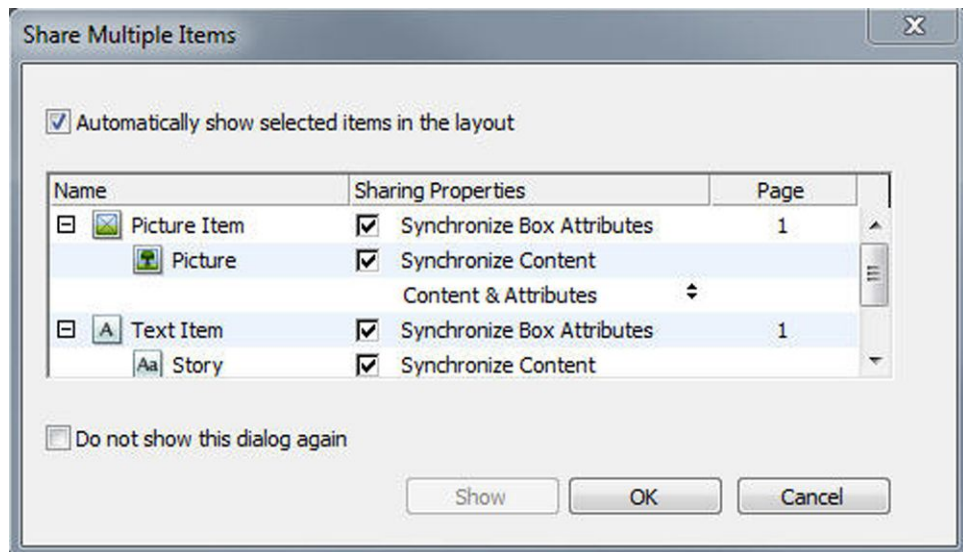 Share Multiple Items
Automatically show selected items in the layout
Name Sharing Properties Page
Picture Item Synchronize Box Attributes 1
Picture Synchronize Content
Content & Attributes
A Text Item Synchronize Box Attributes 1
Aa Story Synchronize Content
Do not show this dialog again
Show OK Cancel